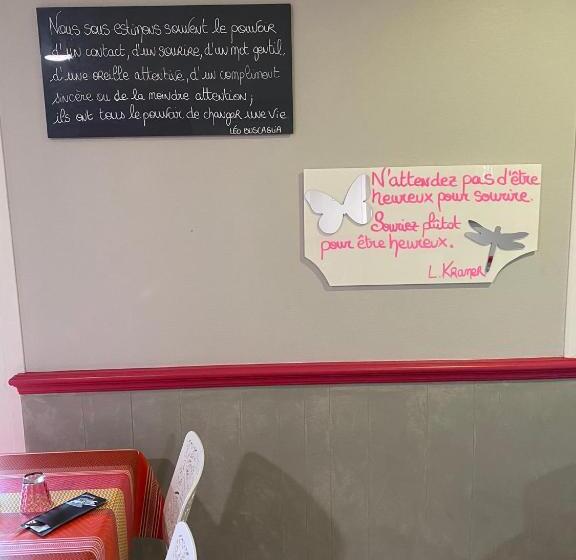 Nous sous estimons souvent le pouvoir
d'un contact, d'un sourire, d'un mot gentil,
d'une oreille attentive, d'un compliment
sincère ou de la moindre attention ;
ils ont tous le pouvoir de changer une vie
LÉO BUSCAGLIA
N'attendez pas d'être
heureux pour sourire.
Souriez plutot
pour être heureux.
L. Kramer